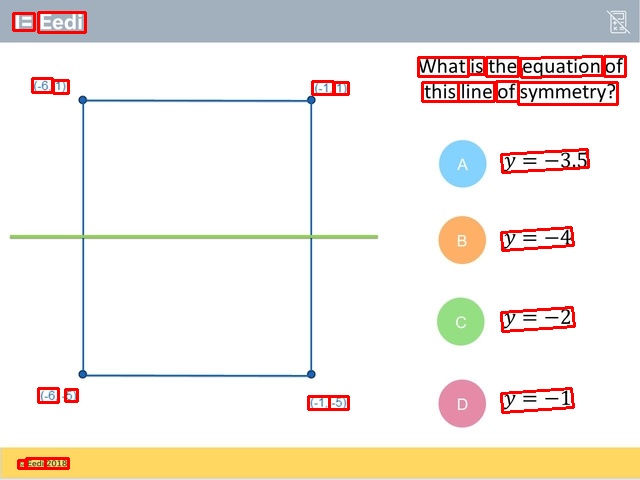 Eedi
What is the equation of
this line of symmetry?
(-6, 1)
(-1, 1)
A
y = −3.5
B
y = −4
C
y = −2
D
y = −1
(-6, -5)
(-1, -5)
© Eedi 2018